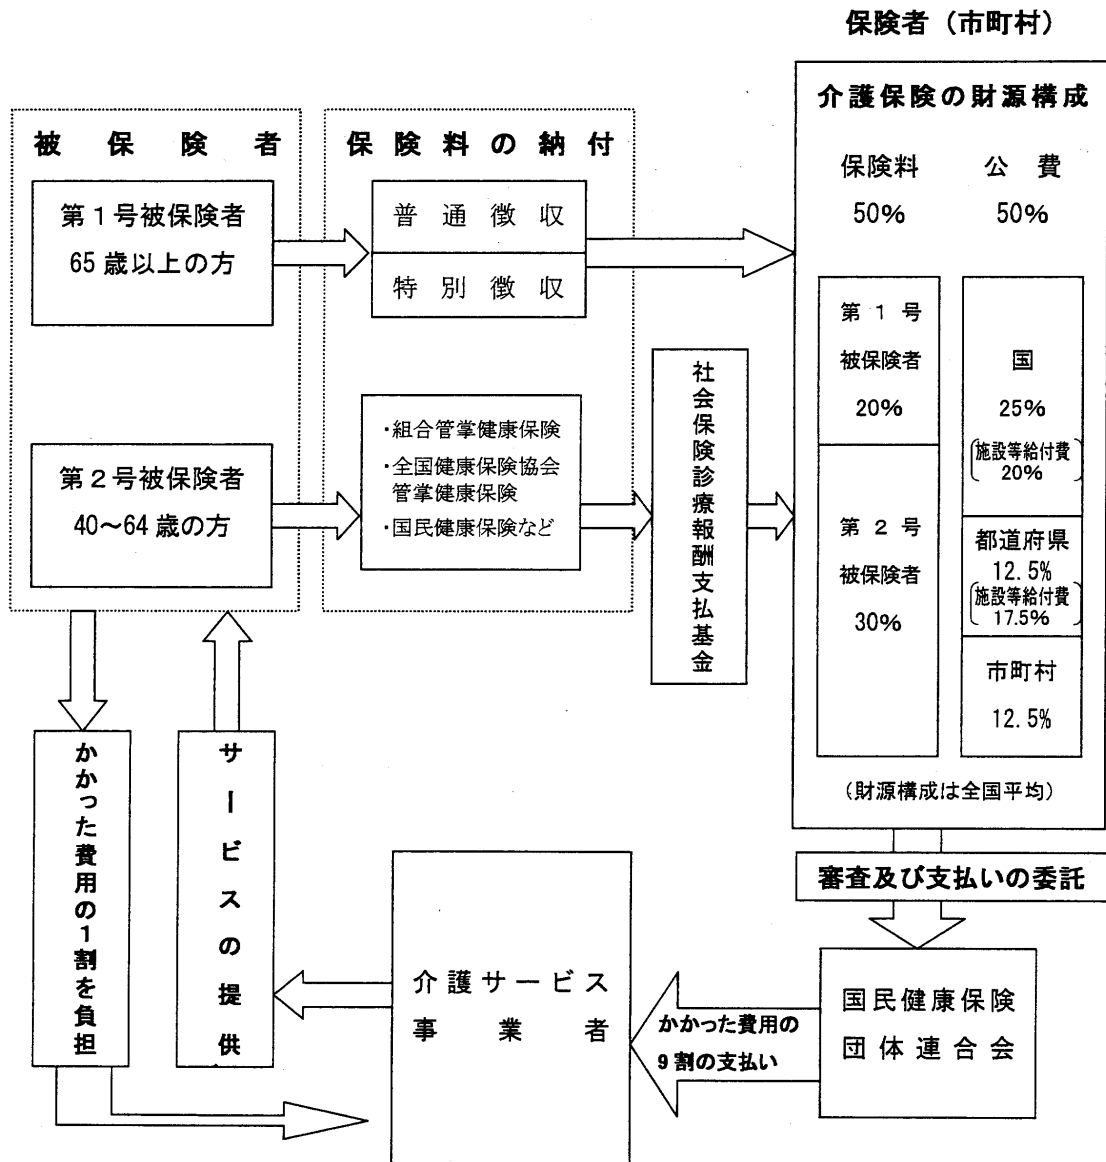 保険者（市町村）
介護保険の財源構成
保険料
50%
公費
50%
第1号
被保険者
20%
第2号
被保険者
30%
国
25%
施設等給付費
20%
都道府県
12.5%
施設等給付費
17.5%
市町村
12.5%
（財源構成は全国平均）
被保険者
第1号被保険者
65歳以上の方
第2号被保険者
40～64歳の方
保険料の納付
普通徴収
特別徴収
・組合管掌健康保険
・全国健康保険協会
管掌健康保険
・国民健康保険など
社会保険診療報酬支払基金
審査及び支払いの委託
国民健康保険
団体連合会
かかった費用の
9割の支払い
介護サービス
事業者
サービスの提供
かかった費用の1割を負担